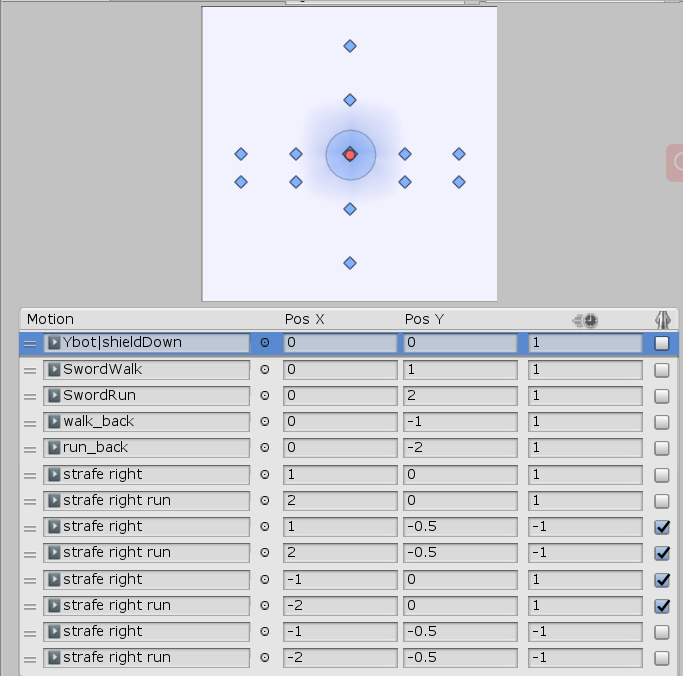 Motion Pos X Pos Y
Ybot|shieldDown 0 0 1
SwordWalk 0 1 1
SwordRun 0 2 1
walk_back 0 -1 1
run_back 0 -2 1
strafe right 1 0 1
strafe right run 2 0 1
strafe right 1 -0.5 -1
strafe right run 2 -0.5 -1
strafe right -1 0 1
strafe right run -2 0 1
strafe right -1 -0.5 -1
strafe right run -2 -0.5 -1